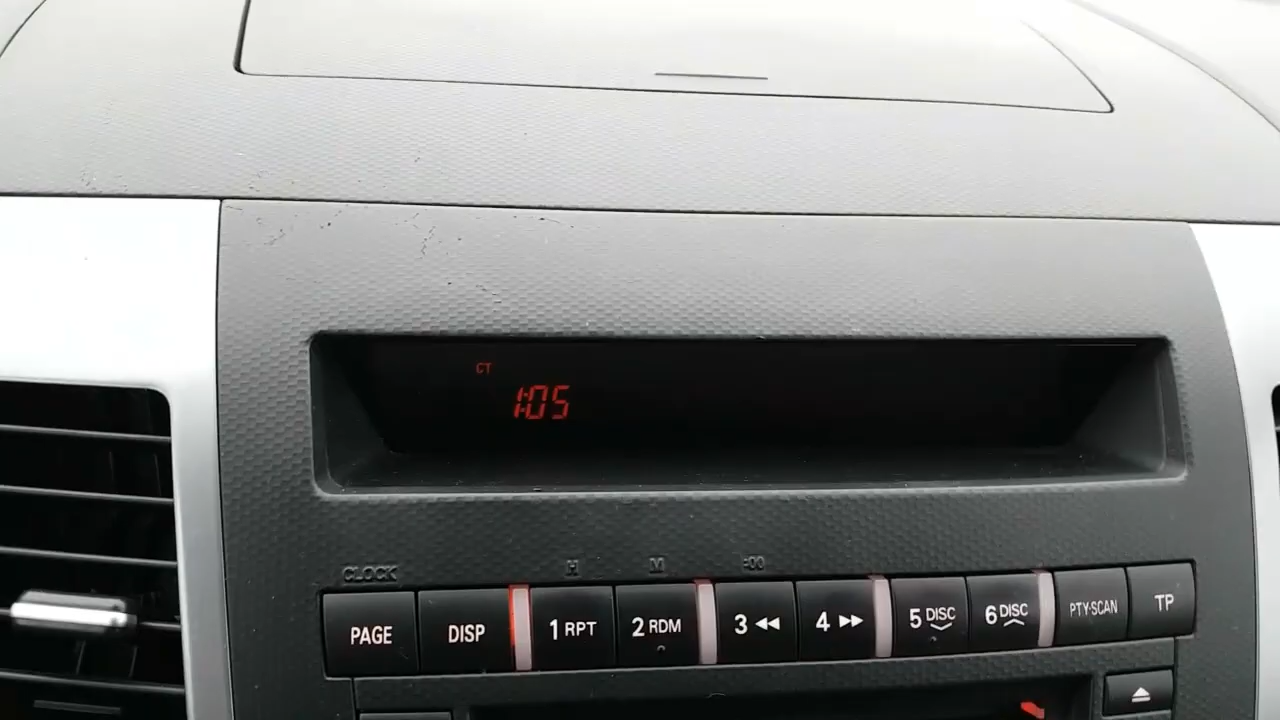 CT
1:05
CLOCK H M :00
PAGE DISP 1 RPT 2 RDM 3 ◀◀ 4 ▶▶ 5 DISC 6 DISC PTY·SCAN TP